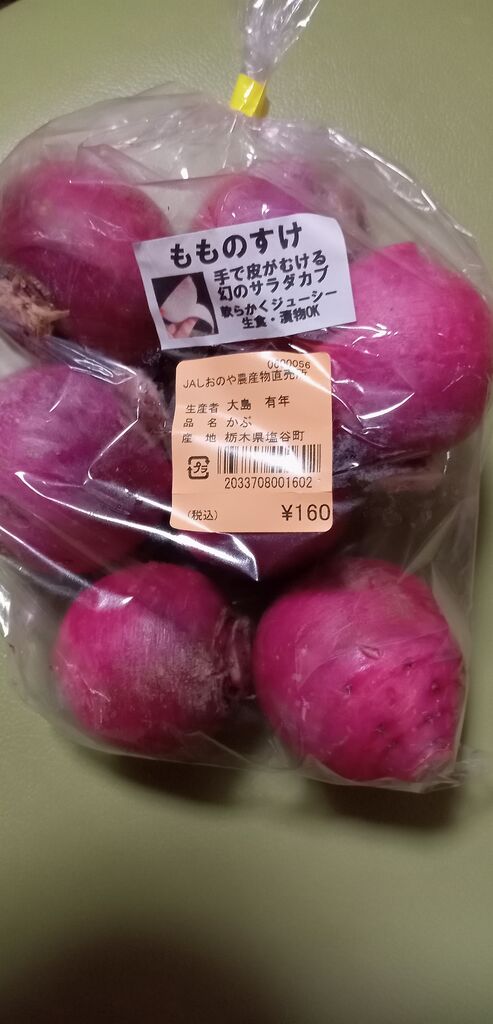 もものすけ
手で皮がむける
幻のサラダカブ
軟らかくジューシー
生食・漬物OK
0600056
JAしおのや農産物直売所
生産者 大島 有年
品 名 かぶ
産 地 栃木県塩谷町
プラ
2033708001602
(税込) ¥160